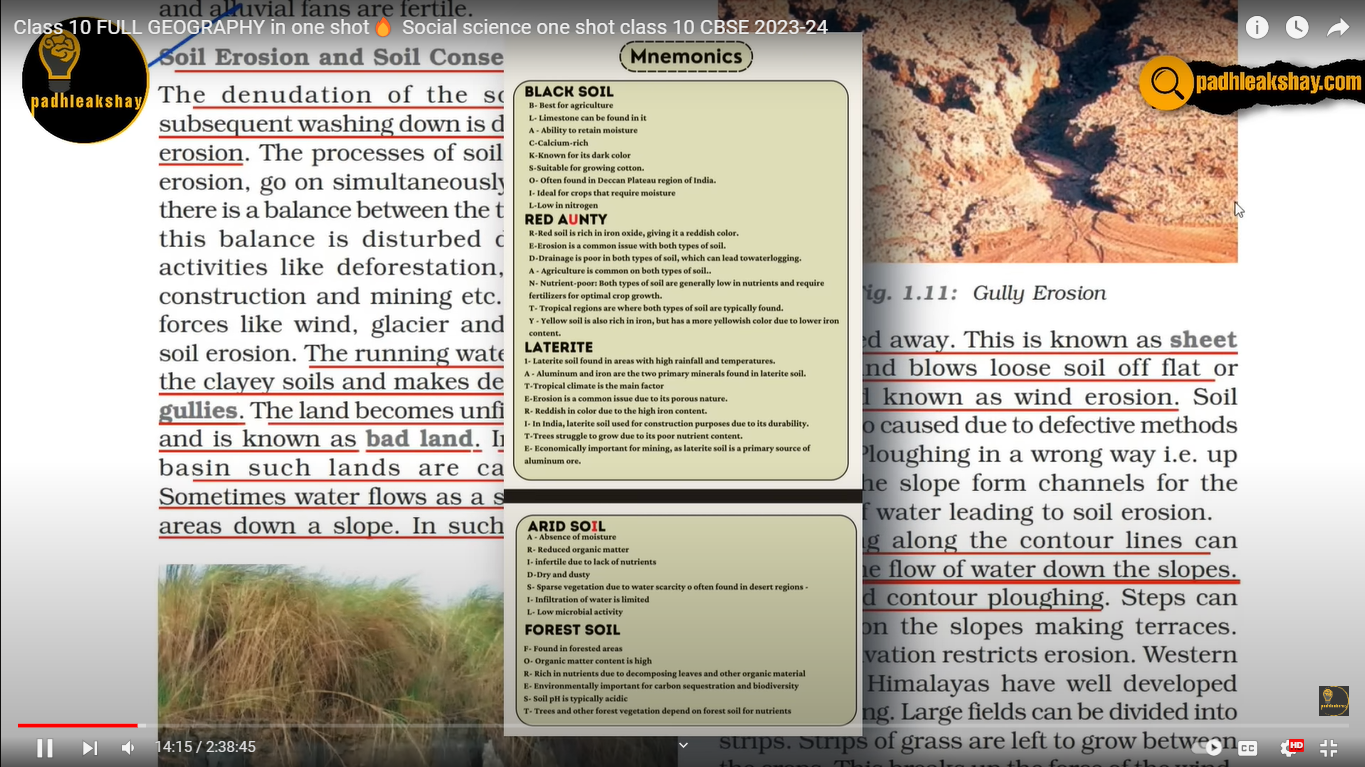 and alluvial fans are fertile.
Class 10 FULL GEOGRAPHY in one shot🔥 Social science one shot class 10 CBSE 2023-24
padhleakshay
padhleakshay.com
Soil Erosion and Soil Conse
The denudation of the so
subsequent washing down is d
erosion. The processes of soil
erosion, go on simultaneously
there is a balance between the t
this balance is disturbed d
activities like deforestation,
construction and mining etc.
forces like wind, glacier and
soil erosion. The running wate
the clayey soils and makes de
gullies. The land becomes unfi
and is known as bad land. In
basin such lands are ca
Sometimes water flows as a s
areas down a slope. In such
Mnemonics
BLACK SOIL
B- Best for agriculture
L- Limestone can be found in it
A - Ability to retain moisture
C-Calcium-rich
K-Known for its dark color
S-Suitable for growing cotton.
O- Often found in Deccan Plateau region of India.
I- Ideal for crops that require moisture
L-Low in nitrogen
RED AUNTY
R-Red soil is rich in iron oxide, giving it a reddish color.
E-Erosion is a common issue with both types of soil.
D-Drainage is poor in both types of soil, which can lead towaterlogging.
A - Agriculture is common on both types of soil..
N- Nutrient-poor: Both types of soil are generally low in nutrients and require
fertilizers for optimal crop growth.
T- Tropical regions are where both types of soil are typically found.
Y - Yellow soil is also rich in iron, but has a more yellowish color due to lower iron
content.
LATERITE
l- Laterite soil found in areas with high rainfall and temperatures.
A - Aluminum and iron are the two primary minerals found in laterite soil.
T-Tropical climate is the main factor
E-Erosion is a common issue due to its porous nature.
R- Reddish in color due to the high iron content.
I- In India, laterite soil used for construction purposes due to its durability.
T-Trees struggle to grow due to its poor nutrient content.
E- Economically important for mining, as laterite soil is a primary source of
aluminum ore.
ARID SOIL
A - Absence of moisture
R- Reduced organic matter
I- infertile due to lack of nutrients
D-Dry and dusty
S- Sparse vegetation due to water scarcity o often found in desert regions -
I- Infiltration of water is limited
L- Low microbial activity
FOREST SOIL
F- Found in forested areas
O- Organic matter content is high
R- Rich in nutrients due to decomposing leaves and other organic material
E- Environmentally important for carbon sequestration and biodiversity
S- Soil pH is typically acidic
T- Trees and other forest vegetation depend on forest soil for nutrients
Fig. 1.11: Gully Erosion
ed away. This is known as sheet
nd blows loose soil off flat or
d known as wind erosion. Soil
o caused due to defective methods
Ploughing in a wrong way i.e. up
he slope form channels for the
f water leading to soil erosion.
g along the contour lines can
he flow of water down the slopes.
d contour ploughing. Steps can
on the slopes making terraces.
vation restricts erosion. Western
Himalayas have well developed
ng. Large fields can be divided into
strips. Strips of grass are left to grow between
the crops. This breaks up the force of the wind.
14:15 / 2:38:45
CC
HD